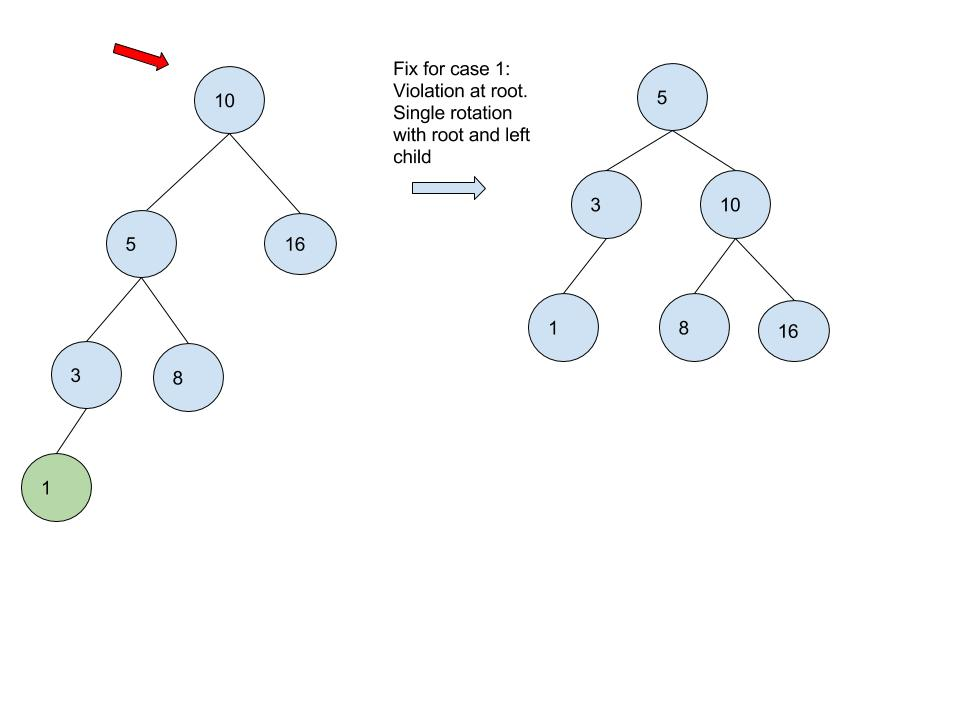 10
5
16
3
8
1
Fix for case 1:
Violation at root.
Single rotation
with root and left
child
5
3
10
1
8
16